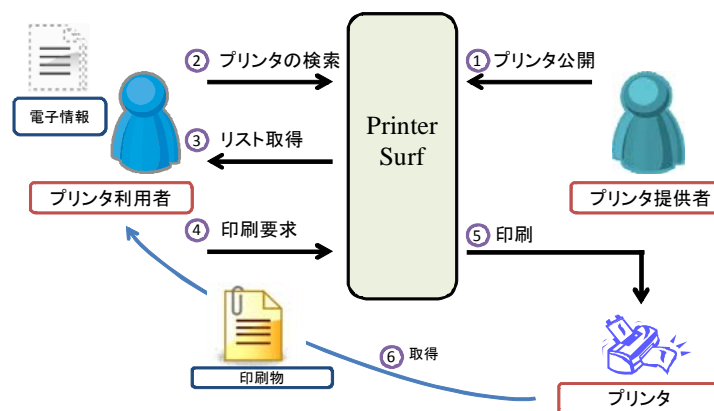 ② プリンタの検索
① プリンタ公開
電子情報
Printer
Surf
③ リスト取得
プリンタ利用者
プリンタ提供者
④ 印刷要求
⑤ 印刷
⑥ 取得
印刷物
プリンタ